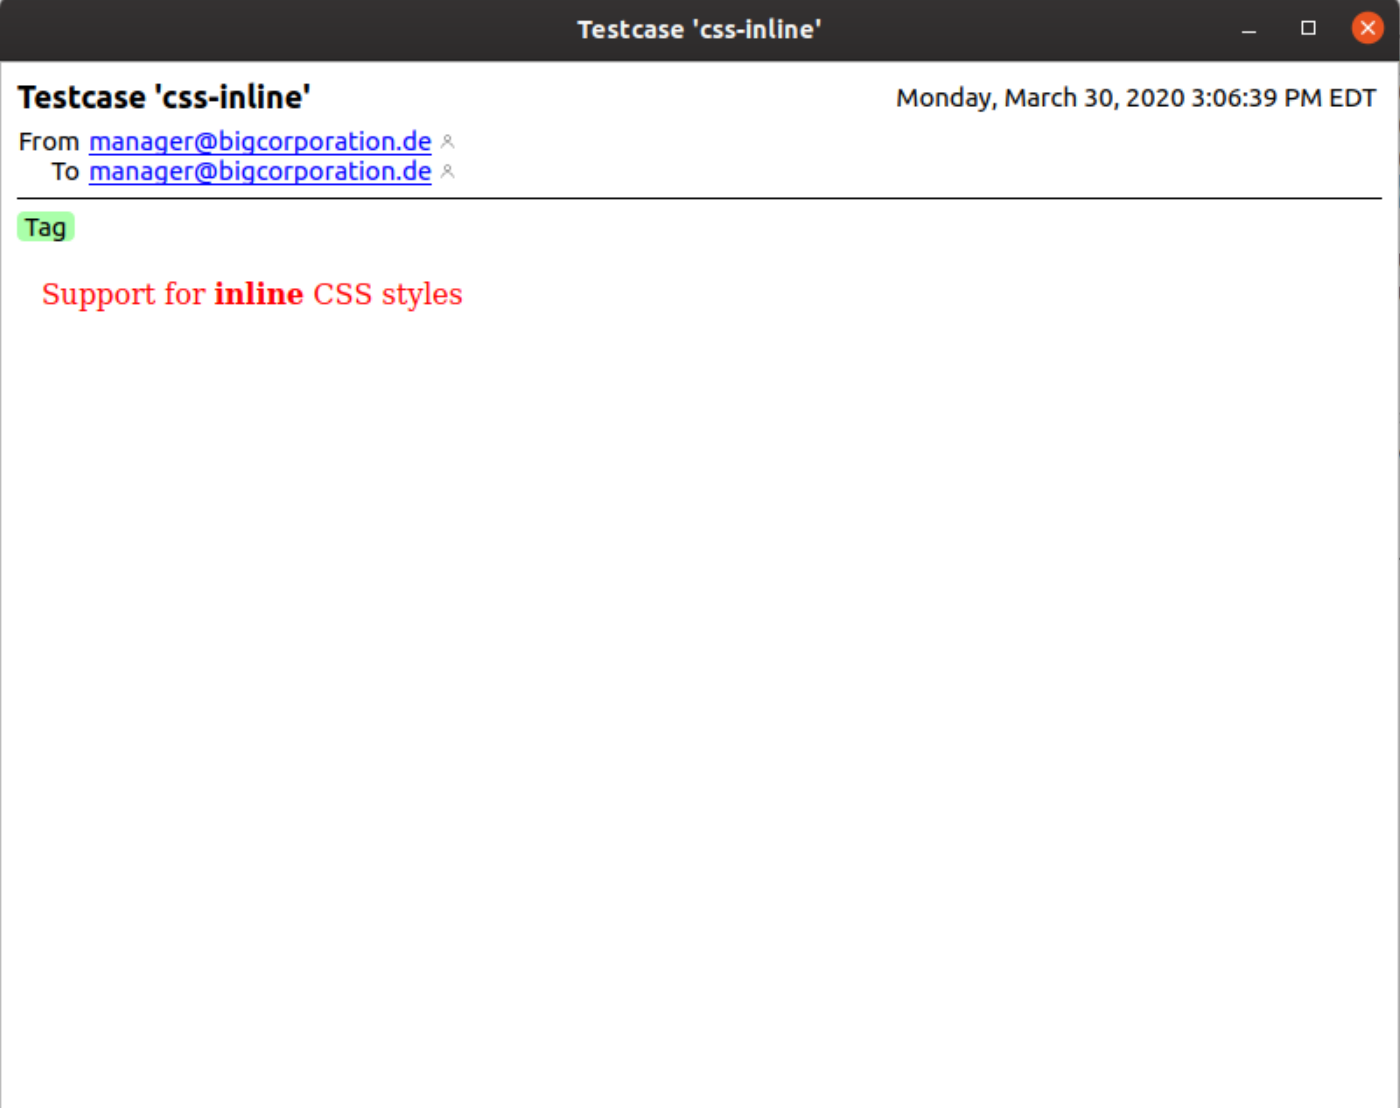 Testcase 'css-inline'
Testcase 'css-inline'
Monday, March 30, 2020 3:06:39 PM EDT
From manager@bigcorporation.de
To manager@bigcorporation.de
Tag
Support for inline CSS styles